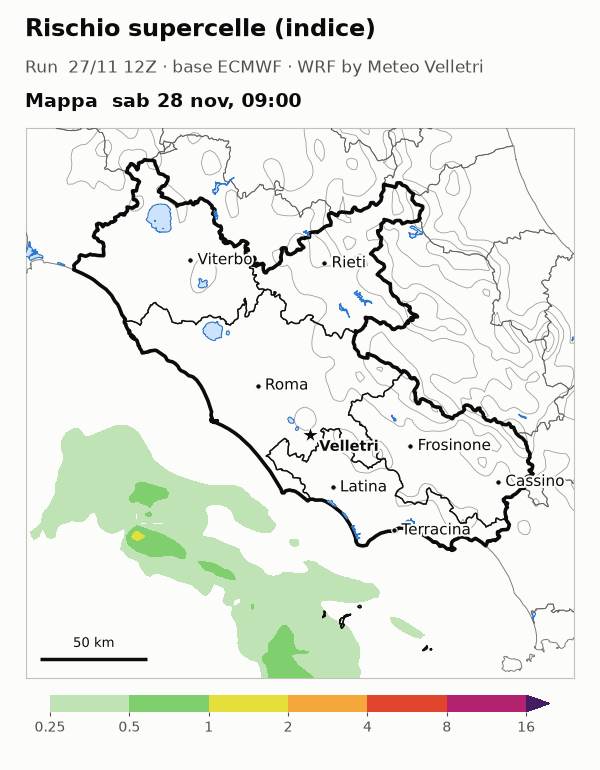 Rischio supercelle (indice)
Run 27/11 12Z · base ECMWF · WRF by Meteo Velletri
Mappa sab 28 nov, 09:00
Viterbo
Rieti
Roma
Velletri
Frosinone
Cassino
Latina
Terracina
50 km
0.25 0.5 1 2 4 8 16